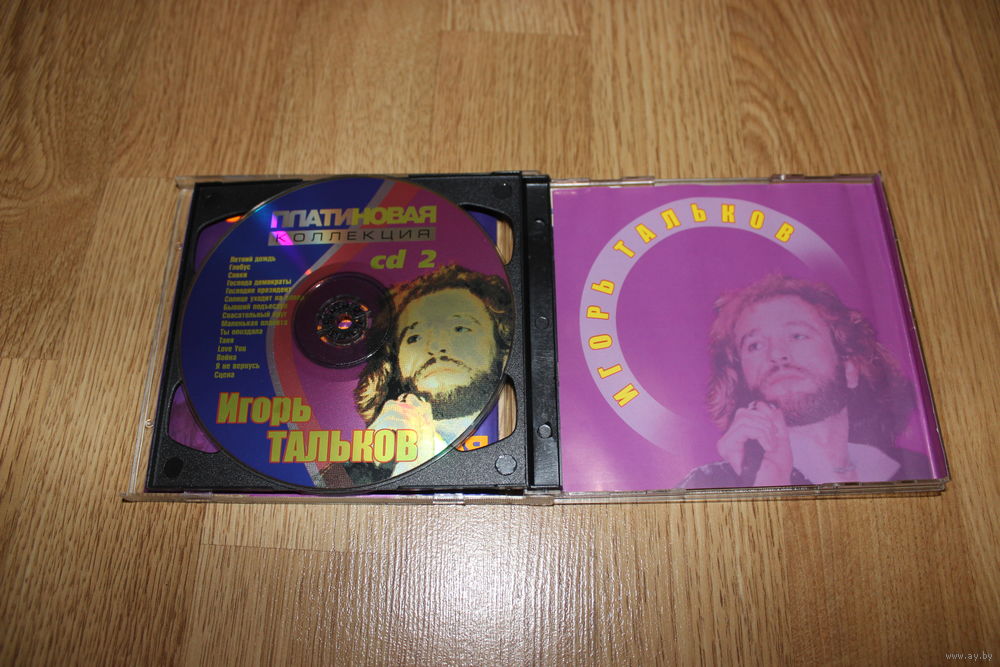 ПЛАТИНОВАЯ
КОЛЛЕКЦИЯ
cd 2
Летний дождь
Глобус
Совки
Господа демократы
Господин президент
Солнце уходит на
Бывший подъесаул
Спасательный круг
Маленькая планета
Ты опоздала
Таня
Love You
Война
Я не вернусь
Сцена
Игорь
ТАЛЬКОВ
Я
ИГОРЬ ТАЛЬКОВ
www.ay.by